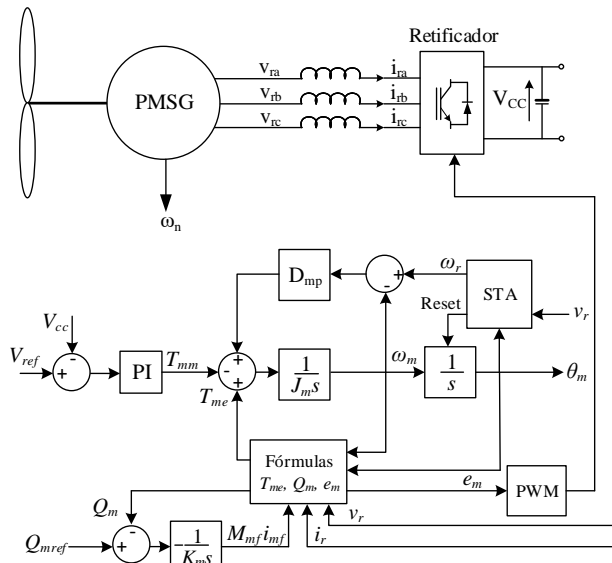 Retificador
v_ra
i_ra
PMSG
v_rb
i_rb
V_CC
v_rc
i_rc
ω_n
D_mp
+
-
ω_r
STA
Reset
v_r
V_cc
V_ref
+
-
PI
T_mm
-
+
+
T_me
1/(J_m s)
ω_m
1/s
θ_m
Fórmulas
T_me, Q_m, e_m
e_m
PWM
Q_m
v_r
Q_mref
+
-
-1/(K_m s)
M_mf i_mf
i_r